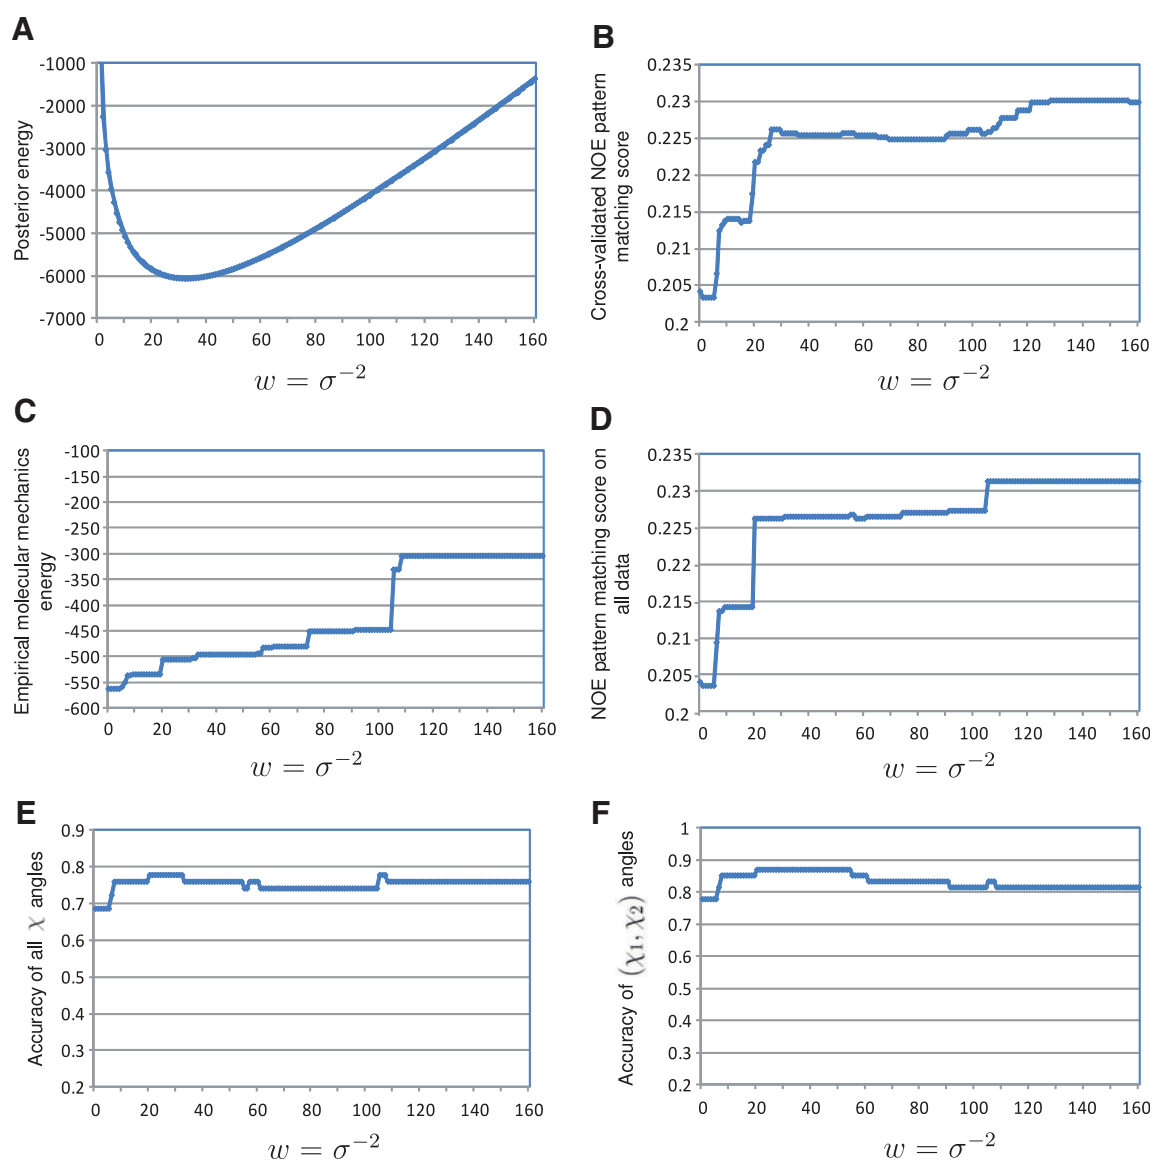 A
Posterior energy
-1000
-2000
-3000
-4000
-5000
-6000
-7000
0 20 40 60 80 100 120 140 160
w = σ⁻²
B
Cross-validated NOE pattern
matching score
0.235
0.23
0.225
0.22
0.215
0.21
0.205
0.2
0 20 40 60 80 100 120 140 160
w = σ⁻²
C
Empirical molecular mechanics
energy
-100
-150
-200
-250
-300
-350
-400
-450
-500
-550
-600
0 20 40 60 80 100 120 140 160
w = σ⁻²
D
NOE pattern matching score on
all data
0.235
0.23
0.225
0.22
0.215
0.21
0.205
0.2
0 20 40 60 80 100 120 140 160
w = σ⁻²
E
Accuracy of all χ angles
0.9
0.8
0.7
0.6
0.5
0.4
0.3
0.2
0 20 40 60 80 100 120 140 160
w = σ⁻²
F
Accuracy of (χ₁, χ₂) angles
1
0.9
0.8
0.7
0.6
0.5
0.4
0.3
0.2
0 20 40 60 80 100 120 140 160
w = σ⁻²